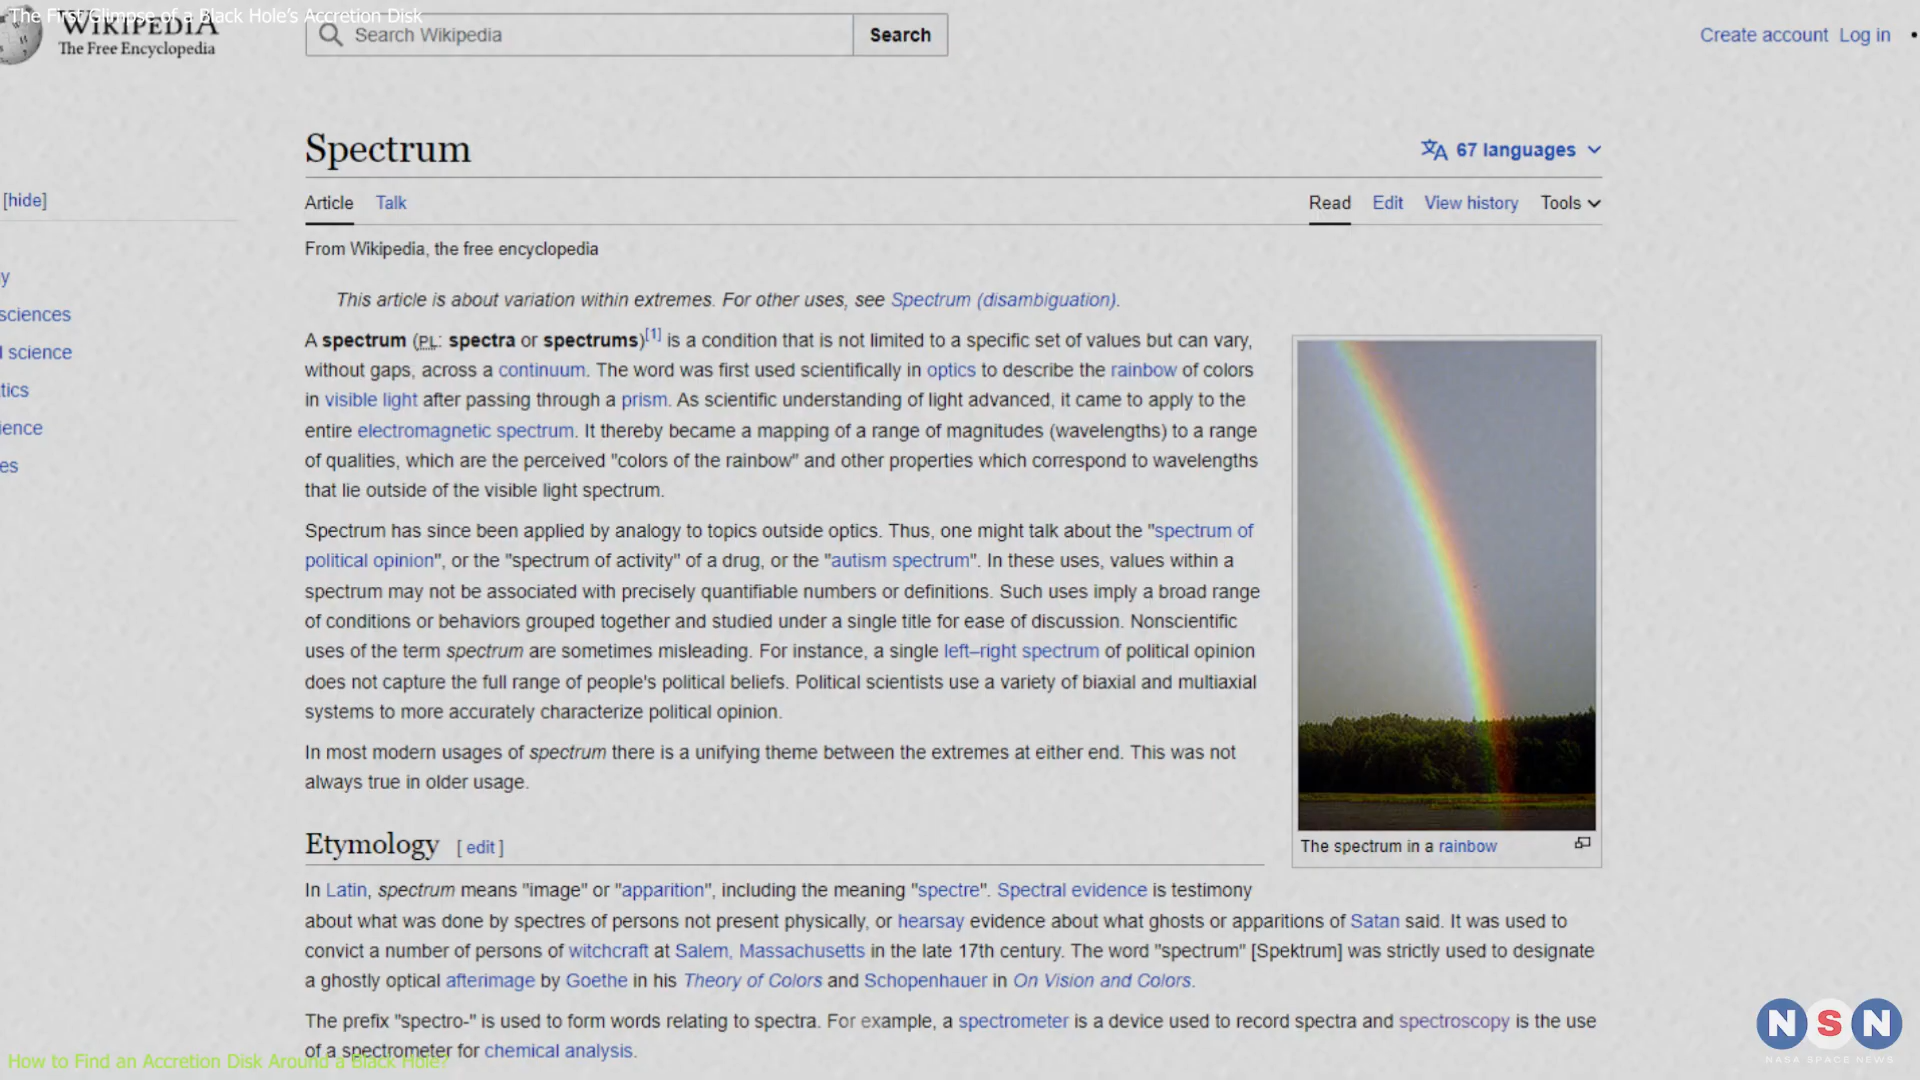 The First Glimpse of a Black Hole's Accretion Disk
WIKIPEDIA
The Free Encyclopedia
Search Wikipedia
Search
Create account Log in
Spectrum
67 languages
[hide]
Article Talk
Read Edit View history Tools
From Wikipedia, the free encyclopedia
y
sciences
l science
tics
ience
es
This article is about variation within extremes. For other uses, see Spectrum (disambiguation).
A spectrum (PL: spectra or spectrums)[1] is a condition that is not limited to a specific set of values but can vary,
without gaps, across a continuum. The word was first used scientifically in optics to describe the rainbow of colors
in visible light after passing through a prism. As scientific understanding of light advanced, it came to apply to the
entire electromagnetic spectrum. It thereby became a mapping of a range of magnitudes (wavelengths) to a range
of qualities, which are the perceived "colors of the rainbow" and other properties which correspond to wavelengths
that lie outside of the visible light spectrum.
Spectrum has since been applied by analogy to topics outside optics. Thus, one might talk about the "spectrum of
political opinion", or the "spectrum of activity" of a drug, or the "autism spectrum". In these uses, values within a
spectrum may not be associated with precisely quantifiable numbers or definitions. Such uses imply a broad range
of conditions or behaviors grouped together and studied under a single title for ease of discussion. Nonscientific
uses of the term spectrum are sometimes misleading. For instance, a single left–right spectrum of political opinion
does not capture the full range of people's political beliefs. Political scientists use a variety of biaxial and multiaxial
systems to more accurately characterize political opinion.
In most modern usages of spectrum there is a unifying theme between the extremes at either end. This was not
always true in older usage.
The spectrum in a rainbow
Etymology [ edit ]
In Latin, spectrum means "image" or "apparition", including the meaning "spectre". Spectral evidence is testimony
about what was done by spectres of persons not present physically, or hearsay evidence about what ghosts or apparitions of Satan said. It was used to
convict a number of persons of witchcraft at Salem, Massachusetts in the late 17th century. The word "spectrum" [Spektrum] was strictly used to designate
a ghostly optical afterimage by Goethe in his Theory of Colors and Schopenhauer in On Vision and Colors.
The prefix "spectro-" is used to form words relating to spectra. For example, a spectrometer is a device used to record spectra and spectroscopy is the use
of a spectrometer for chemical analysis.
How to Find an Accretion Disk Around a Black Hole?
NSN
NASA SPACE NEWS